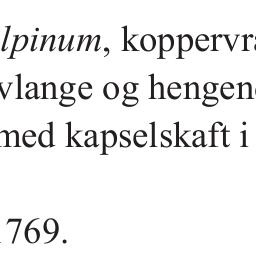 lpinum, koppervra
vlange og hengend
med kapselskaft i
1769.